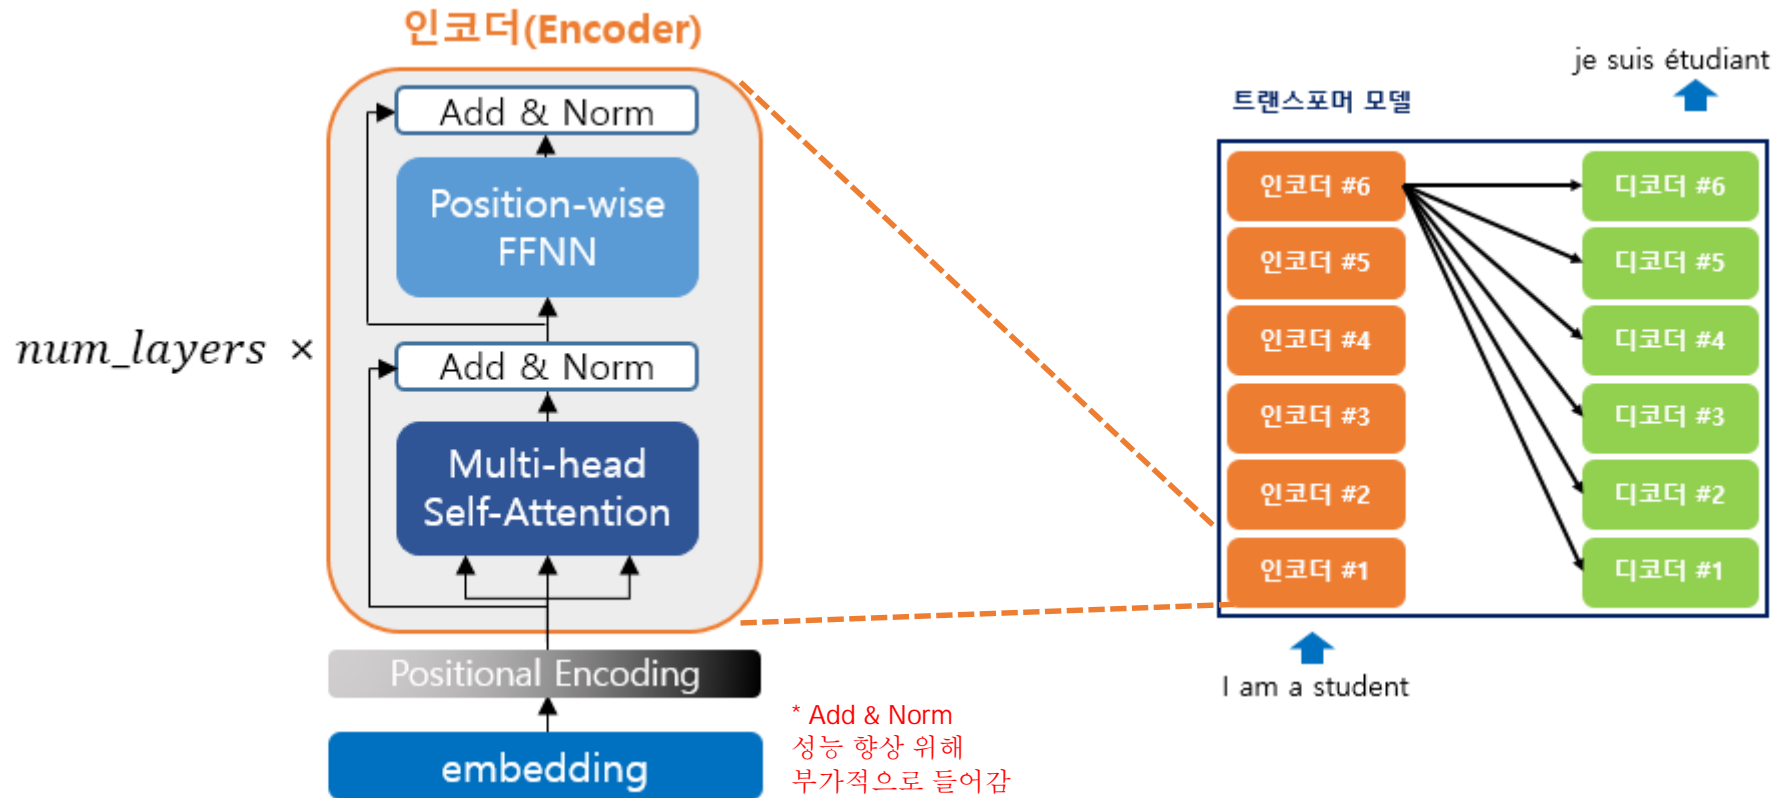 인코더(Encoder)
Add & Norm
Position-wise
FFNN
num_layers ×
Add & Norm
Multi-head
Self-Attention
Positional Encoding
embedding
* Add & Norm
성능 향상 위해
부가적으로 들어감
je suis étudiant
트랜스포머 모델
인코더 #6
디코더 #6
인코더 #5
디코더 #5
인코더 #4
디코더 #4
인코더 #3
디코더 #3
인코더 #2
디코더 #2
인코더 #1
디코더 #1
I am a student